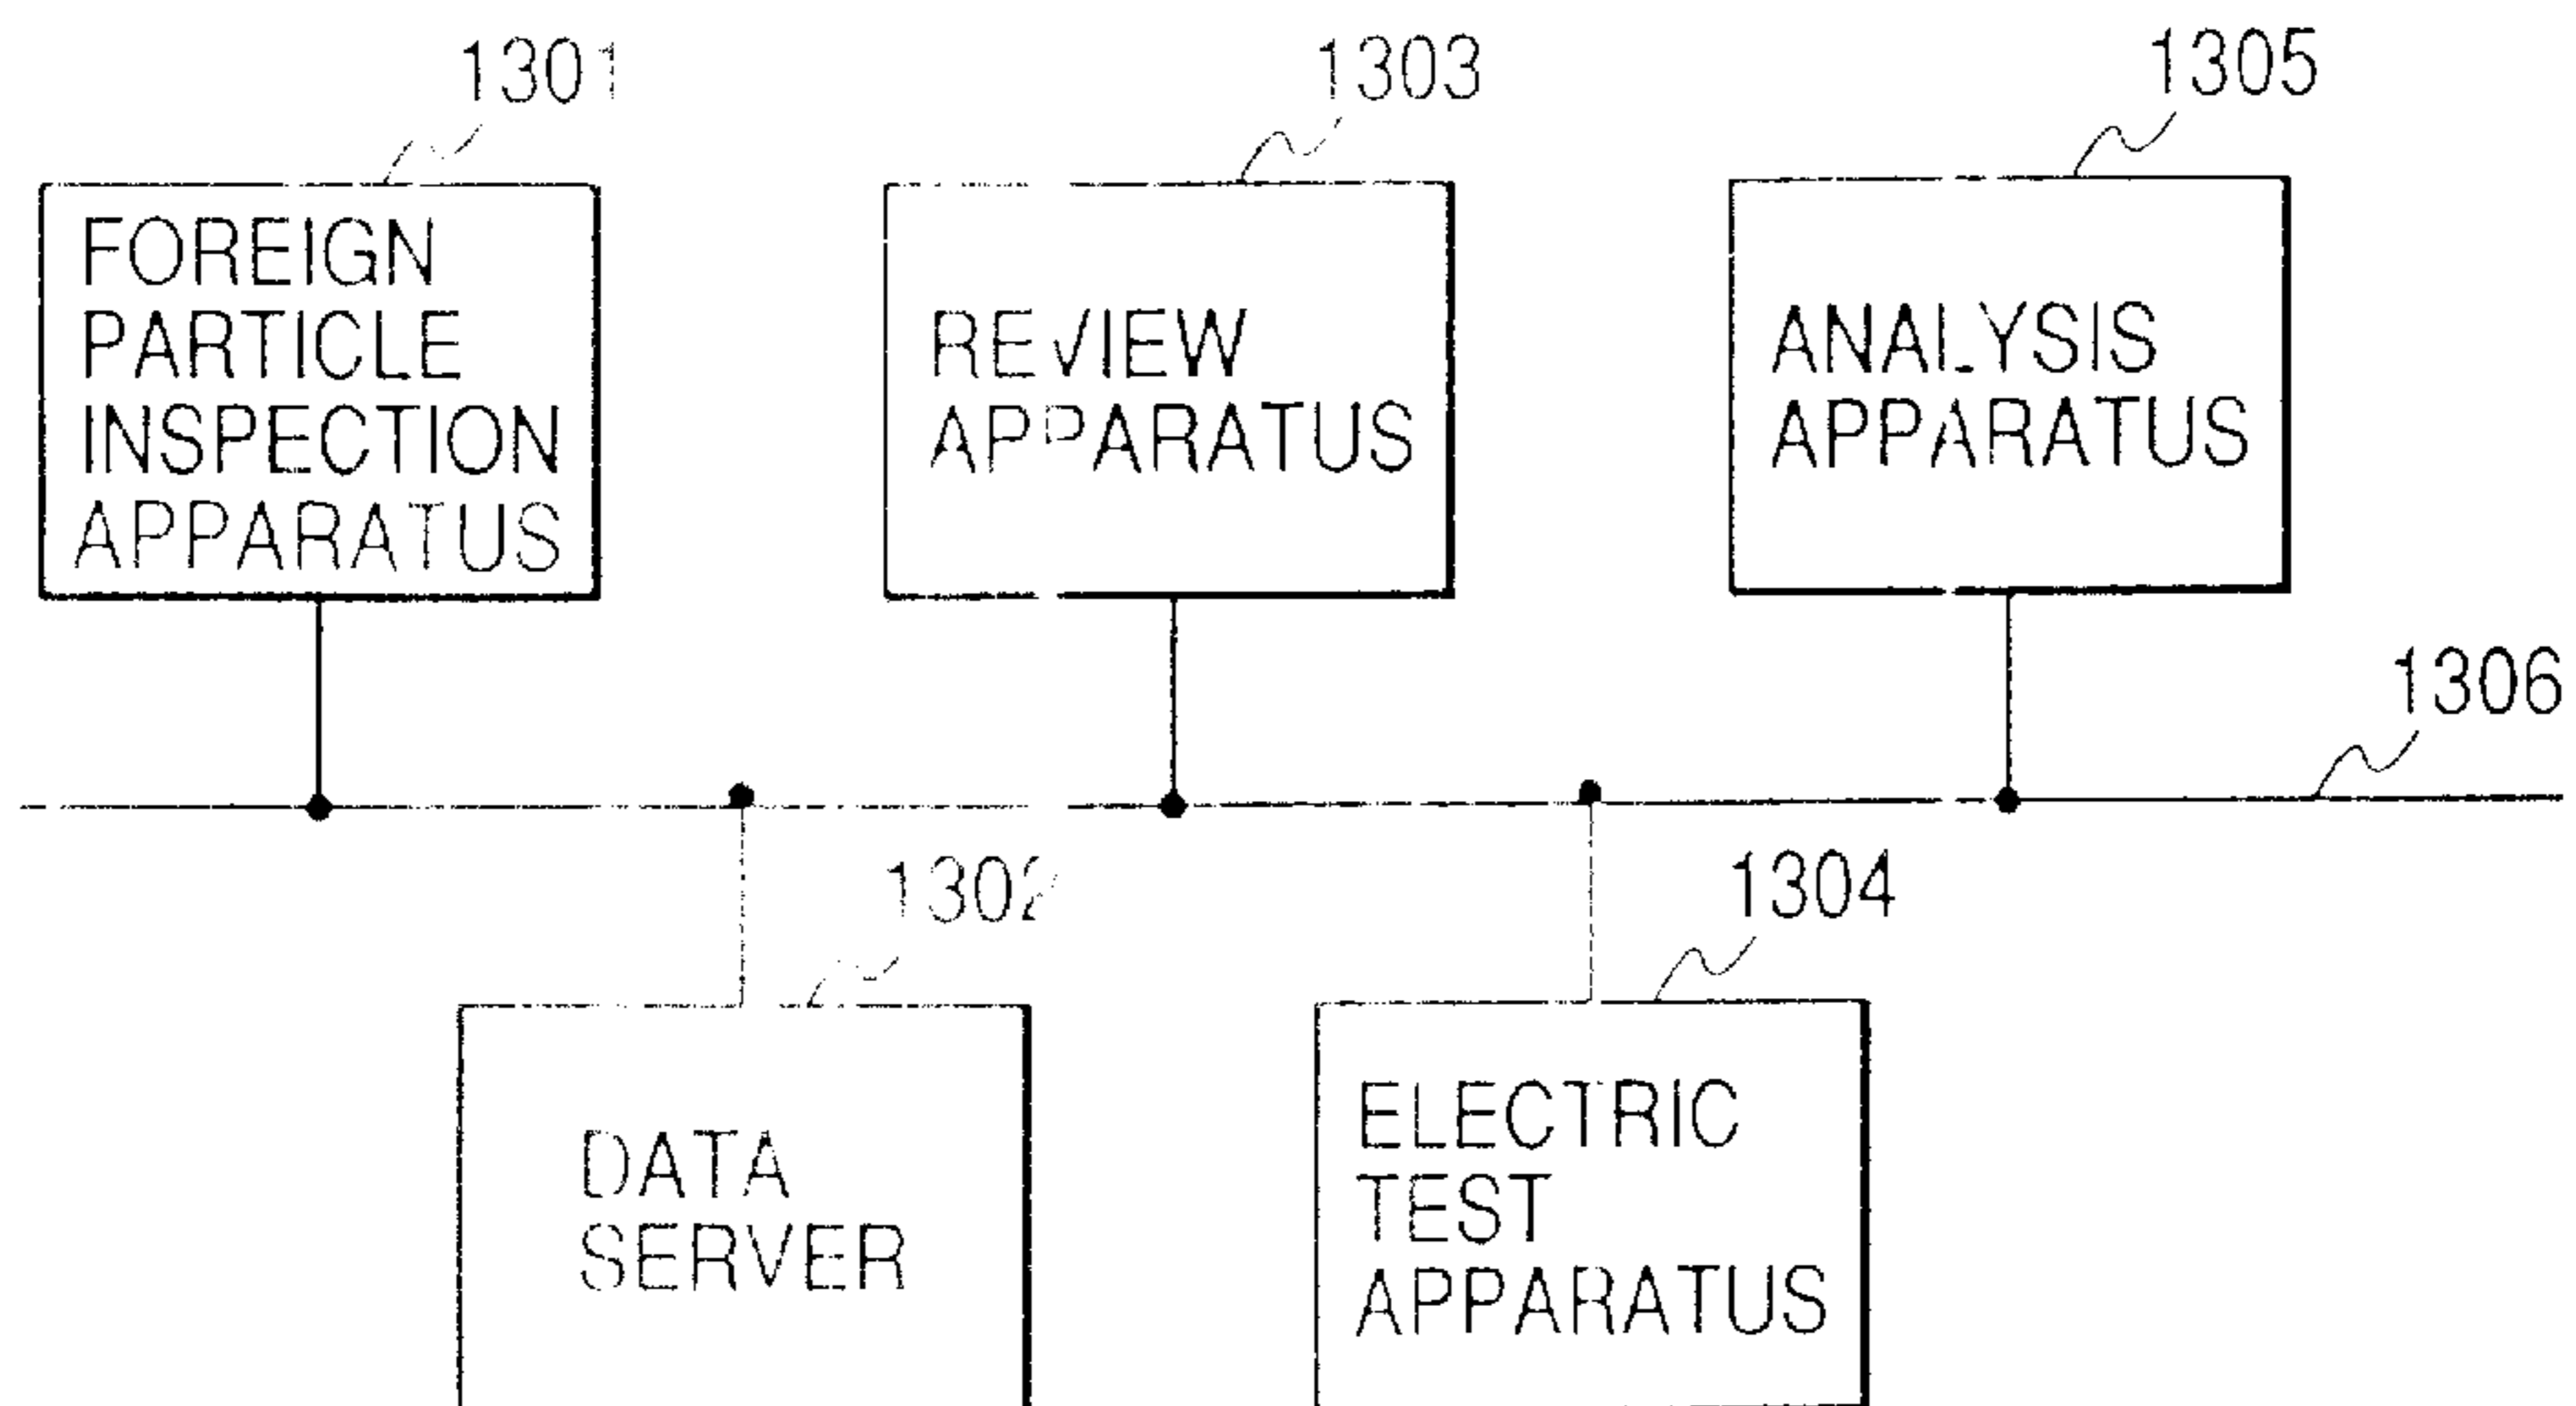 1301
1303
1305
FOREIGN
PARTICLE
INSPECTION
APPARATUS
REVIEW
APPARATUS
ANALYSIS
APPARATUS
1306
1302
1304
DATA
SERVER
ELECTRIC
TEST
APPARATUS